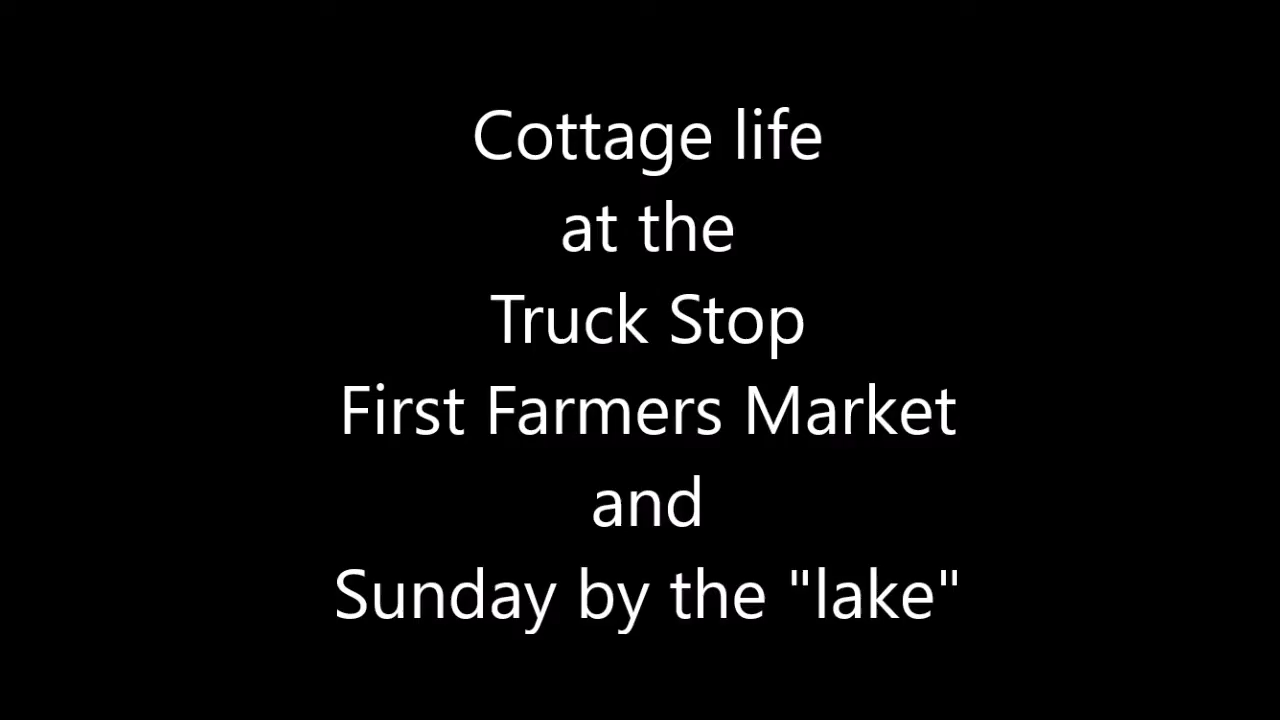 Cottage life
at the
Truck Stop
First Farmers Market
and
Sunday by the "lake"